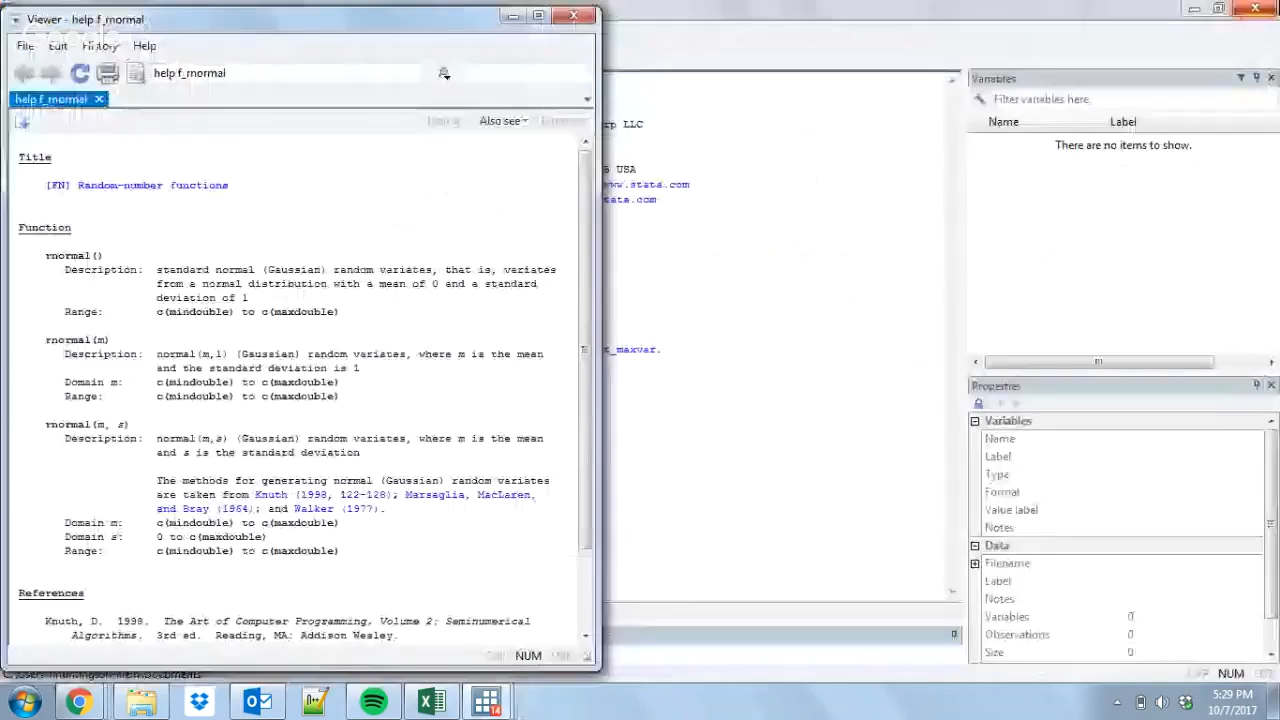 Viewer - help f_rnormal
File Edit History Help
help f_rnormal
help f_rnormal ×
Also see
Title
[FN] Random-number functions
Function
rnormal()
Description: standard normal (Gaussian) random variates, that is, variates
from a normal distribution with a mean of 0 and a standard
deviation of 1
Range: c(mindouble) to c(maxdouble)
rnormal(m)
Description: normal(m,1) (Gaussian) random variates, where m is the mean
and the standard deviation is 1
Domain m: c(mindouble) to c(maxdouble)
Range: c(mindouble) to c(maxdouble)
rnormal(m, s)
Description: normal(m,s) (Gaussian) random variates, where m is the mean
and s is the standard deviation
The methods for generating normal (Gaussian) random variates
are taken from Knuth (1998, 122-128); Marsaglia, MacLaren,
and Bray (1964); and Walker (1977).
Domain m: c(mindouble) to c(maxdouble)
Domain s: 0 to c(maxdouble)
Range: c(mindouble) to c(maxdouble)
References
Knuth, D. 1998. The Art of Computer Programming, Volume 2: Seminumerical
Algorithms. 3rd ed. Reading, MA: Addison Wesley.
NUM
rp LLC
USA
ww.stata.com
tata.com
t_maxvar.
Variables
Filter variables here
Name Label
There are no items to show.
Properties
Variables
Name
Label
Type
Format
Value label
Notes
Data
Filename
Label
Notes
Variables 0
Observations 0
Size 0
NUM
14
5:29 PM
10/7/2017